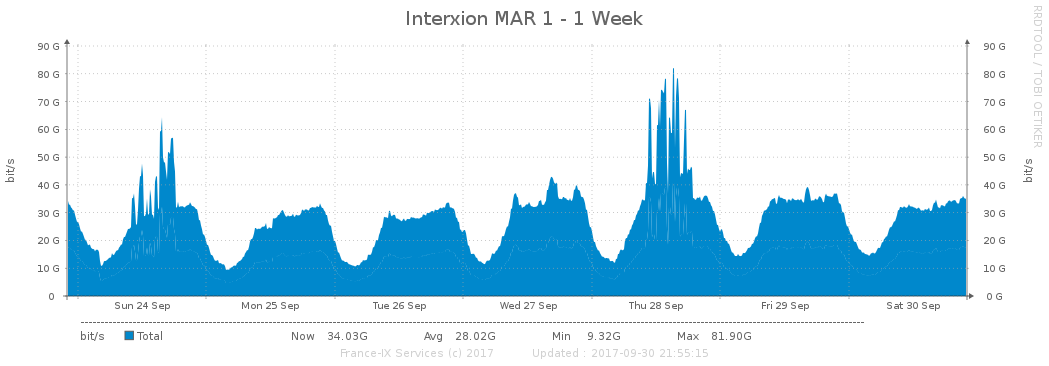 Interxion MAR 1 - 1 Week
RRDTOOL / TOBI OETIKER
90 G 90 G
80 G 80 G
70 G 70 G
60 G 60 G
50 G 50 G
40 G 40 G
30 G 30 G
20 G 20 G
10 G 10 G
0 0 G
bit/s
bit/s
Sun 24 Sep Mon 25 Sep Tue 26 Sep Wed 27 Sep Thu 28 Sep Fri 29 Sep Sat 30 Sep
bit/s Total Now 34.03G Avg 28.02G Min 9.32G Max 81.90G
France-IX Services (c) 2017 Updated : 2017-09-30 21:55:15